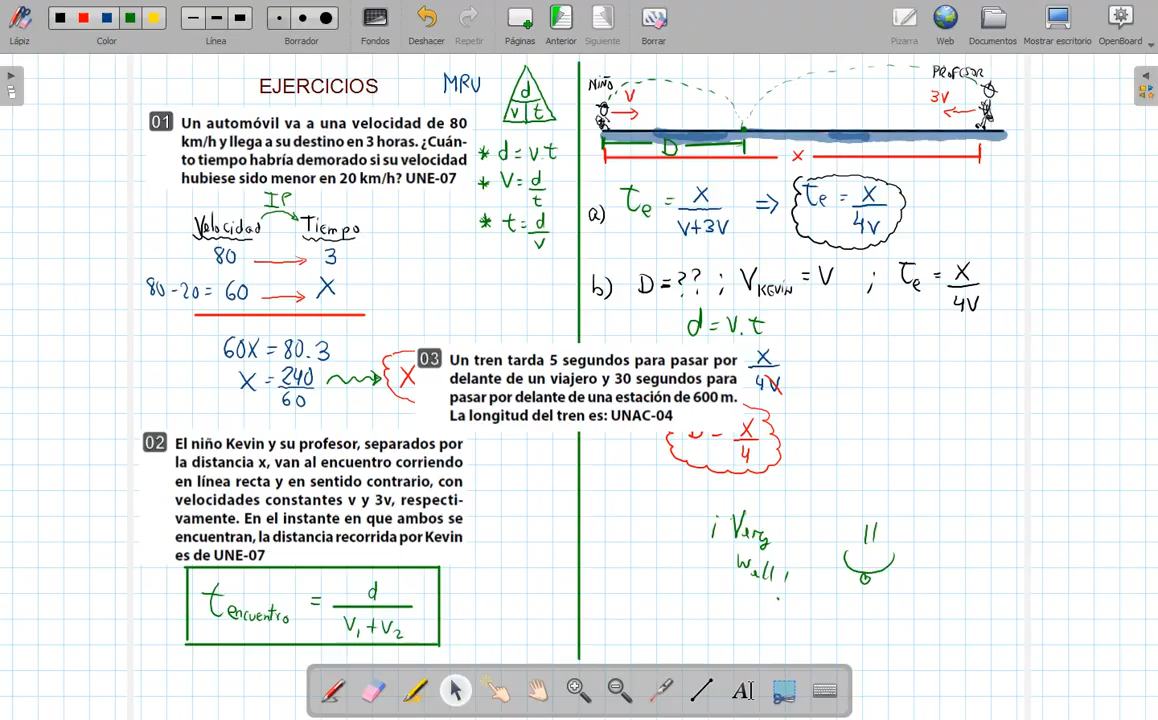 Lápiz
Color
Línea
Borrador
Fondos
Deshacer
Repetir
Páginas
Anterior
Siguiente
Borrar
Pizarra
Web
Documentos
Mostrar escritorio
OpenBoard
EJERCICIOS
MRU
d
v t
* d = v.t
* V = d/t
* t = d/v
01 Un automóvil va a una velocidad de 80
km/h y llega a su destino en 3 horas. ¿Cuán-
to tiempo habría demorado si su velocidad
hubiese sido menor en 20 km/h? UNE-07
IP
Velocidad Tiempo
80 → 3
80-20 = 60 → X
60X = 80.3
X = 240/60
X
02 El niño Kevin y su profesor, separados por
la distancia x, van al encuentro corriendo
en línea recta y en sentido contrario, con
velocidades constantes v y 3v, respecti-
vamente. En el instante en que ambos se
encuentran, la distancia recorrida por Kevin
es de UNE-07
t encuentro = d / V₁ + V₂
NIÑO
PROFESOR
V
3V
D
x
a) te = X / V+3V ⇒ te = X / 4V
b) D = ?? ; V KEVIN = V ; te = X / 4V
d = v.t
X / 4V
03 Un tren tarda 5 segundos para pasar por
delante de un viajero y 30 segundos para
pasar por delante de una estación de 600 m.
La longitud del tren es: UNAC-04
X / 4
¡ Very
well !
AI